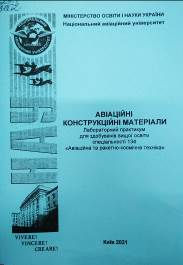 МІНІСТЕРСТВО ОСВІТИ І НАУКИ УКРАЇНИ
Національний авіаційний університет
АВІАЦІЙНІ
КОНСТРУКЦІЙНІ МАТЕРІАЛИ
Лабораторний практикум
для здобувачів вищої освіти
спеціальності 134
«Авіаційна та ракетно-космічна техніка»
НАУ
VIVERE!
VINCERE!
CREARE!
Київ 2021